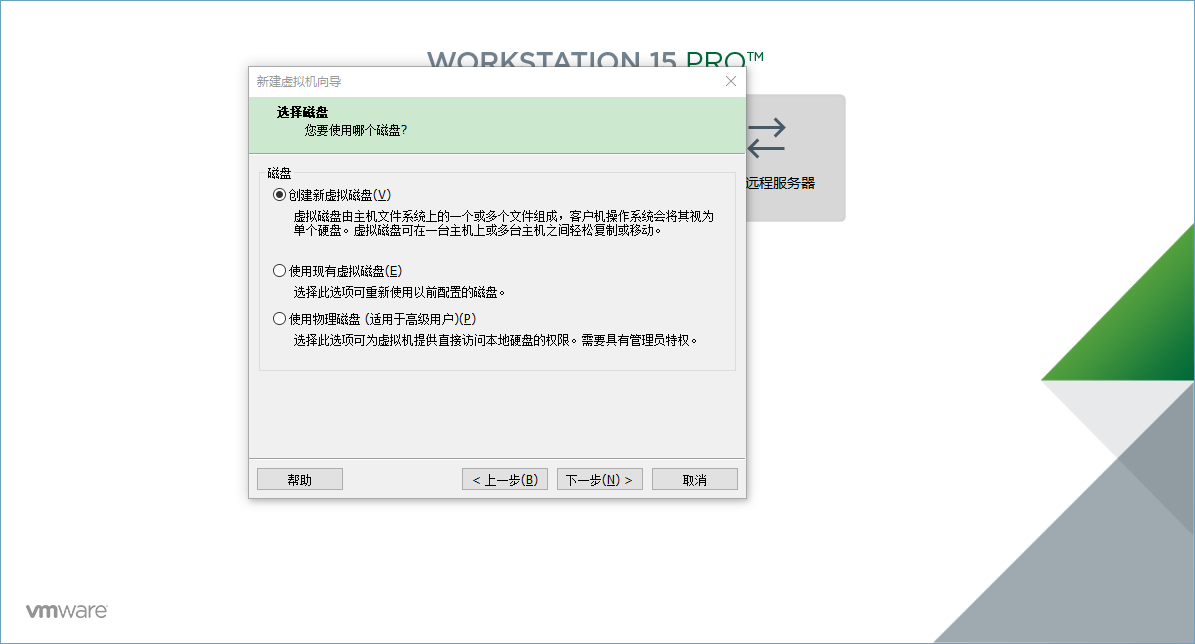 WORKSTATION 15 PRO™
新建虚拟机向导
选择磁盘
您要使用哪个磁盘?
远程服务器
磁盘
创建新虚拟磁盘(V)
虚拟磁盘由主机文件系统上的一个或多个文件组成，客户机操作系统会将其视为
单个硬盘。虚拟磁盘可在一台主机上或多台主机之间轻松复制或移动。
使用现有虚拟磁盘(E)
选择此选项可重新使用以前配置的磁盘。
使用物理磁盘 (适用于高级用户)(P)
选择此选项可为虚拟机提供直接访问本地硬盘的权限。需要具有管理员特权。
帮助
< 上一步(B)
下一步(N) >
取消
vmware